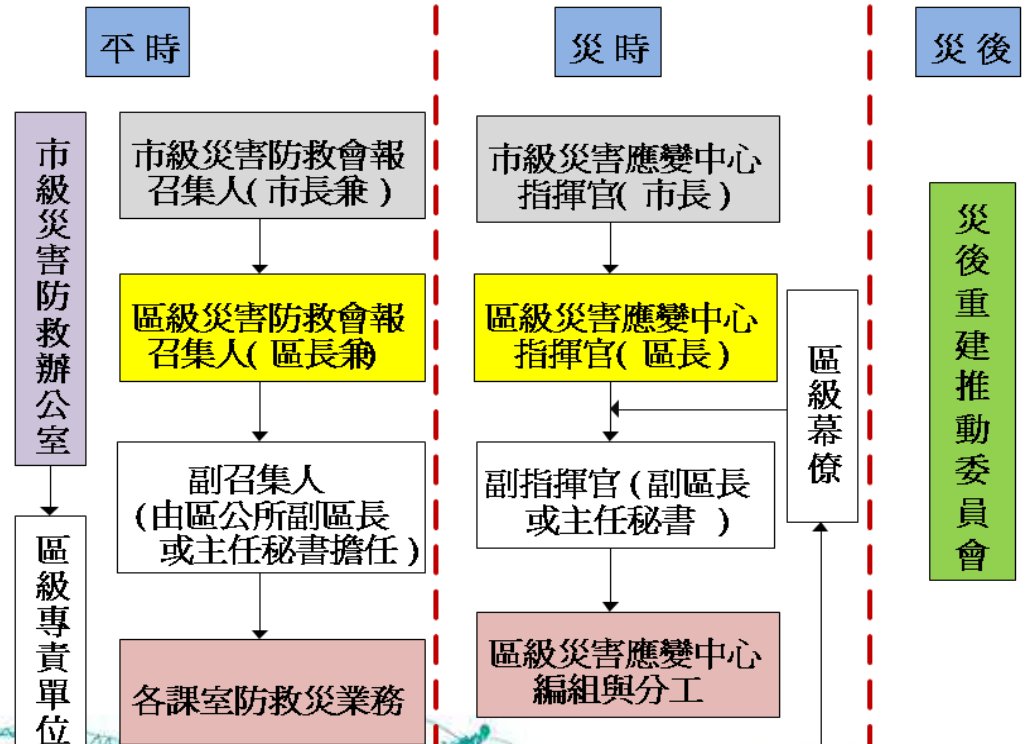 平時
災時
災後
市級災害防救辦公室
區級專責單位
市級災害防救會報
召集人( 市長兼 )
區級災害防救會報
召集人( 區長兼)
副召集人
(由區公所副區長
或主任秘書擔任 )
各課室防救災業務
市級災害應變中心
指揮官( 市長 )
區級災害應變中心
指揮官( 區長 )
副指揮官 (副區長
或主任秘書 )
區級災害應變中心
編組與分工
區級幕僚
災後重建推動委員會